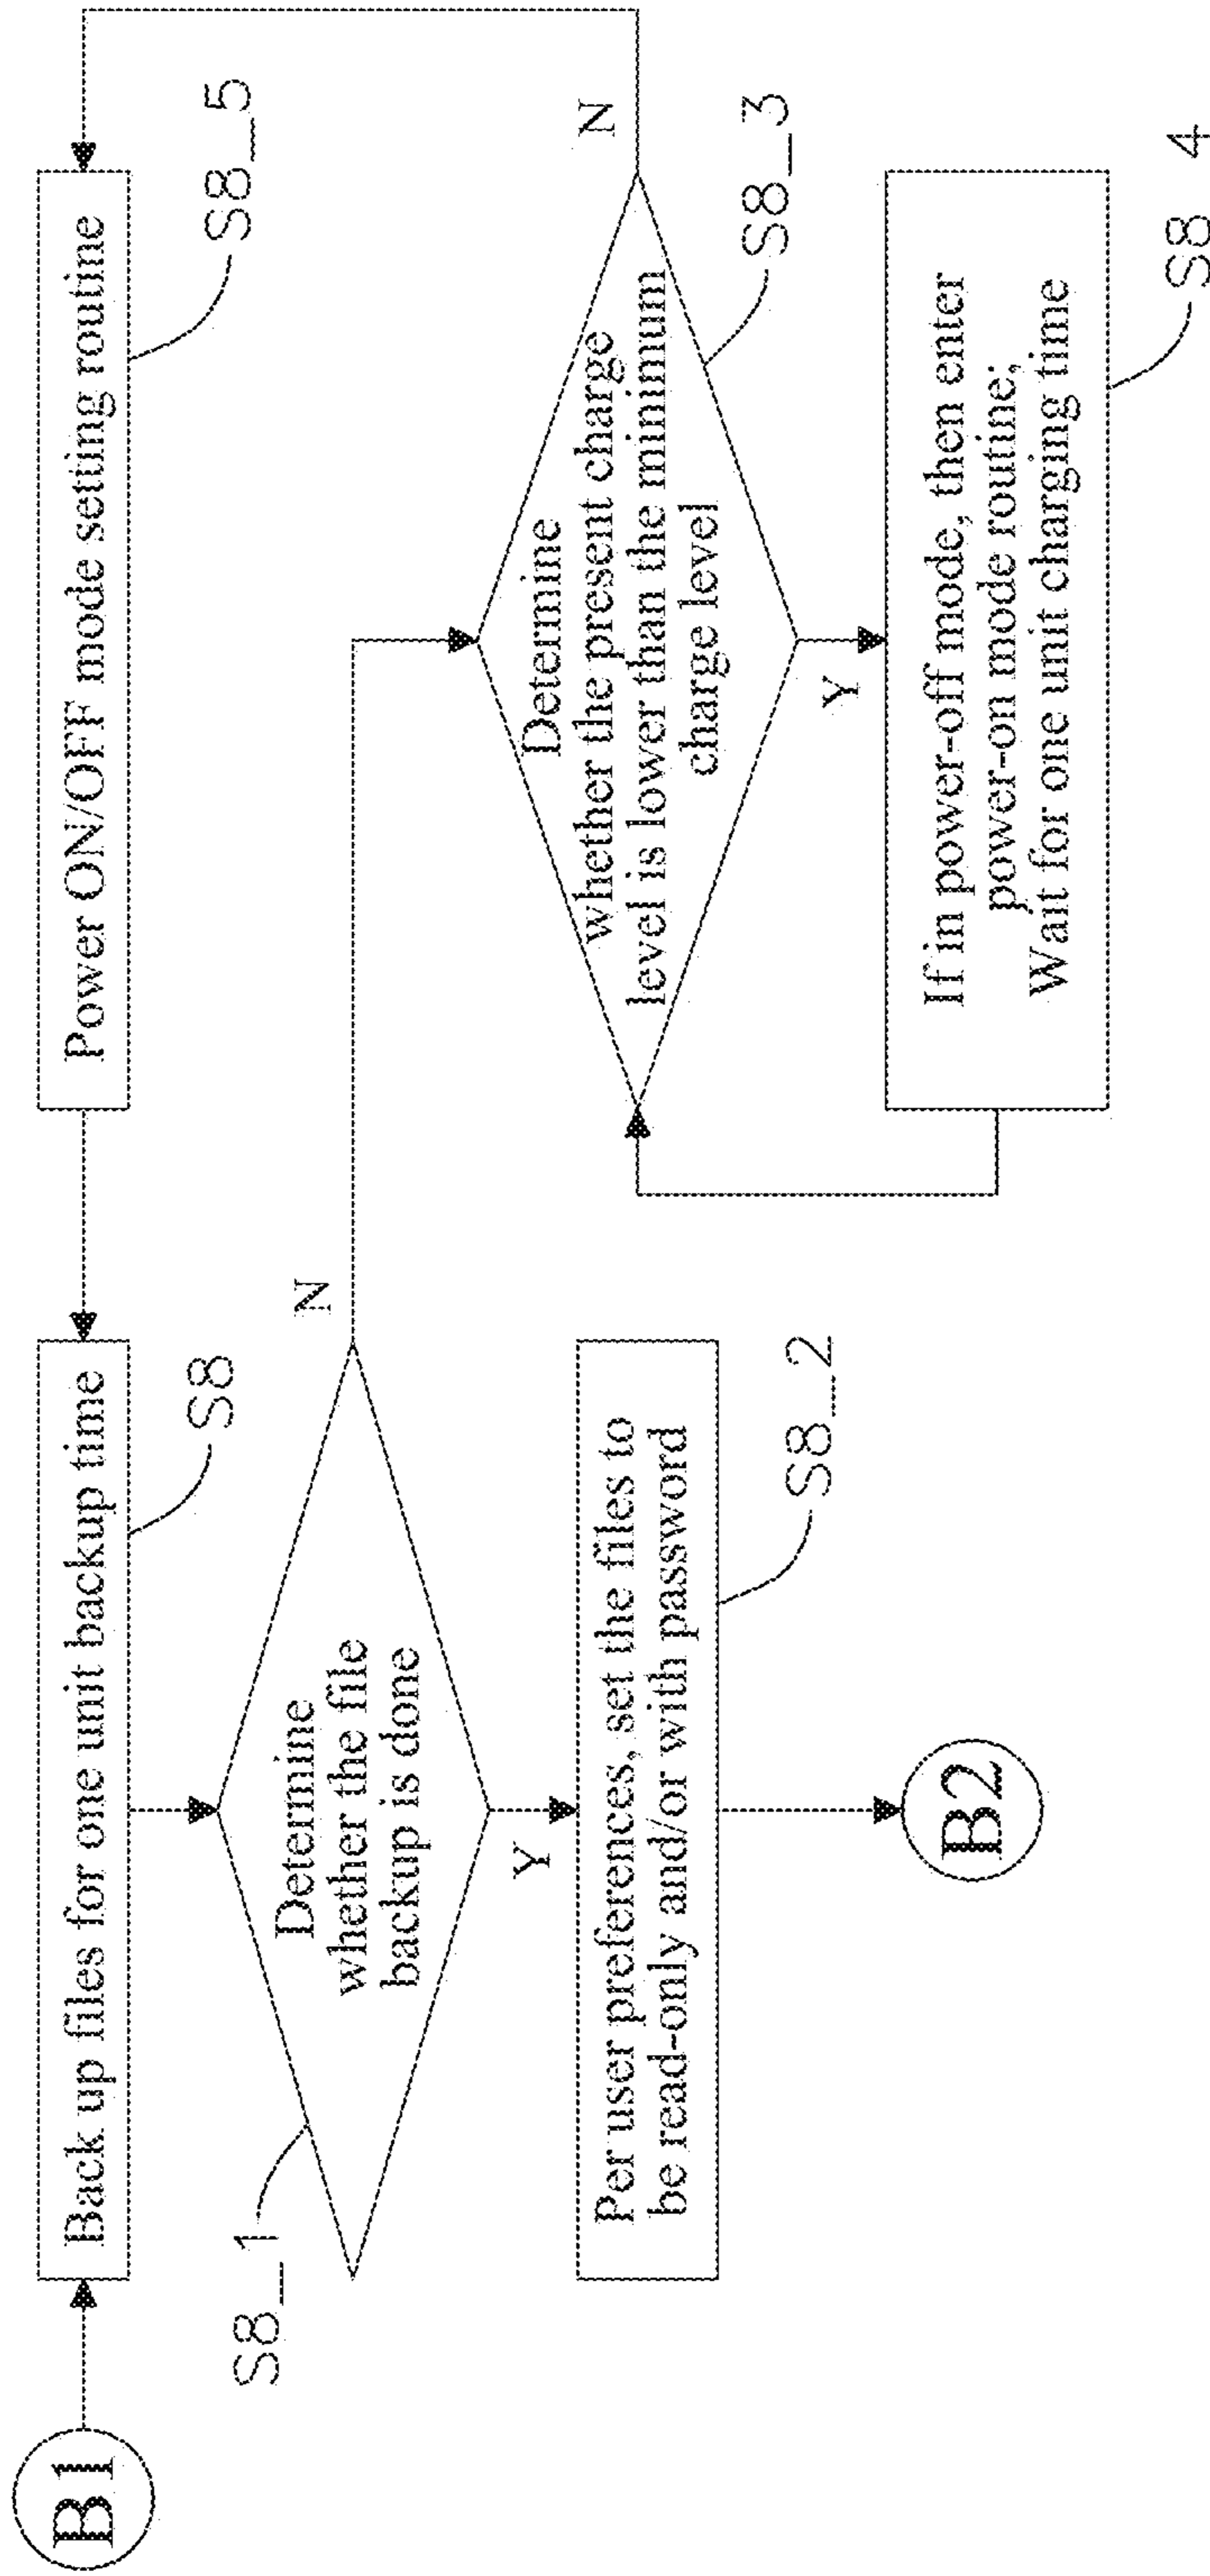 B1
Back up files for one unit backup time
S8
Power ON/OFF mode setting routine
S8_5
S8_1
Determine
whether the file
backup is done
N
Y
Per user preferences, set the files to
be read-only and/or with password
S8_2
B2
Determine
whether the present charge
level is lower than the minimum
charge level
N
S8_3
Y
If in power-off mode, then enter
power-on mode routine;
Wait for one unit charging time
S8_4